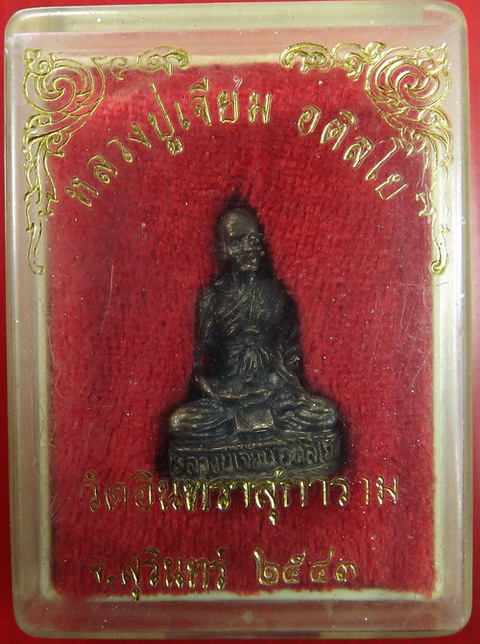 หลวงปู่เจียม อติสโย
หลวงปู่เจียม อติสโย
วัดอินทราสุการาม
จ.สุรินทร์ ๒๕๔๓